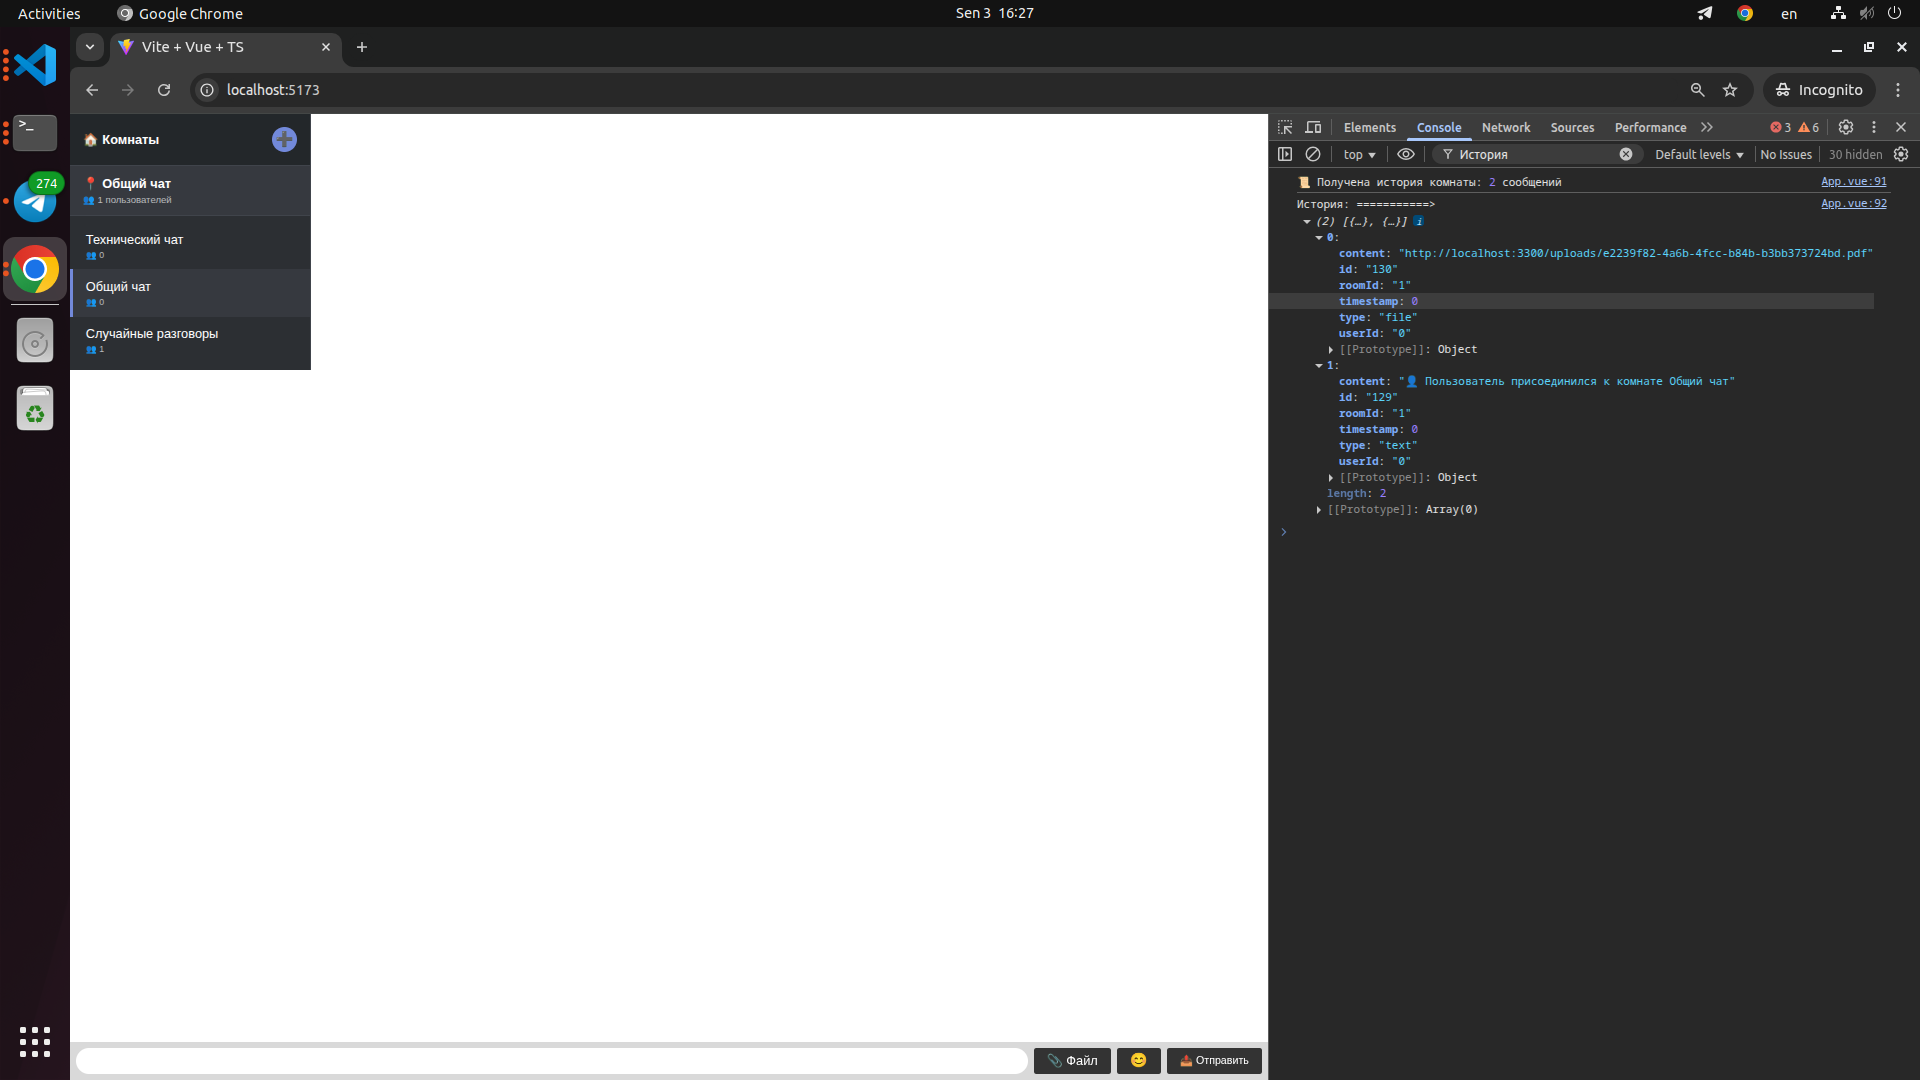 Activities
Google Chrome
Sen 3 16:27
en
Vite + Vue + TS
localhost:5173
Incognito
274
Комнаты
Общий чат
1 пользователей
Технический чат
0
Общий чат
0
Случайные разговоры
1
Файл
Отправить
Elements
Console
Network
Sources
Performance
3
6
top
История
Default levels
No Issues
30 hidden
📜 Получена история комнаты: 2 сообщений
App.vue:91
История: ===========>
App.vue:92
(2) [{…}, {…}] i
0:
content: "http://localhost:3300/uploads/e2239f82-4a6b-4fcc-b84b-b3bb373724bd.pdf"
id: "130"
roomId: "1"
timestamp: 0
type: "file"
userId: "0"
[[Prototype]]: Object
1:
content: "👤 Пользователь присоединился к комнате Общий чат"
id: "129"
roomId: "1"
timestamp: 0
type: "text"
userId: "0"
[[Prototype]]: Object
length: 2
[[Prototype]]: Array(0)